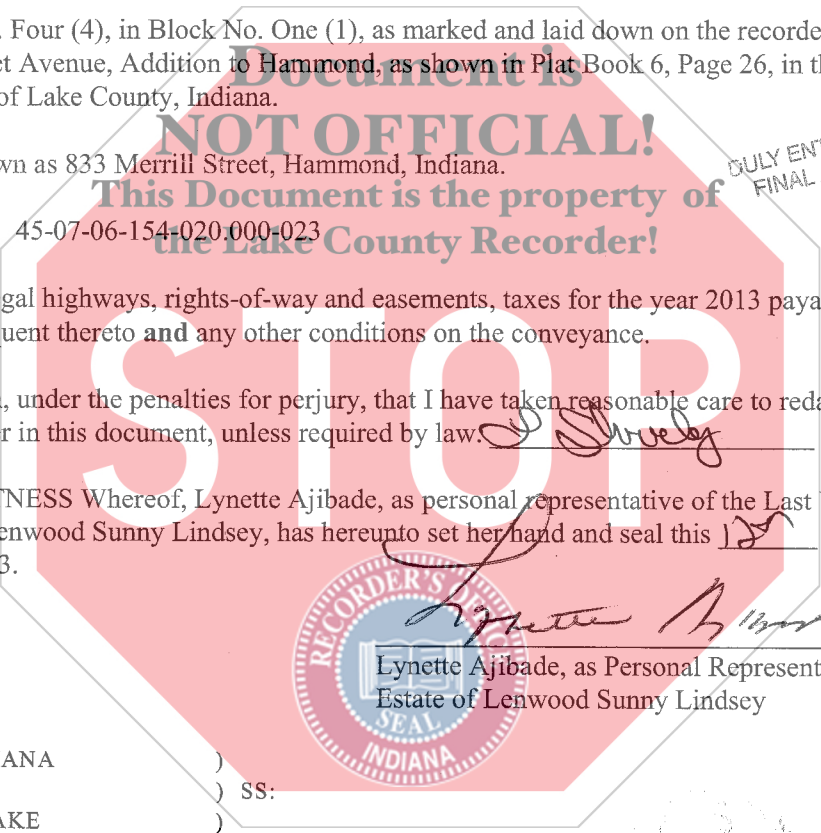 . Four (4), in Block No. One (1), as marked and laid down on the recorde
et Avenue, Addition to Hammond, as shown in Plat Book 6, Page 26, in th
of Lake County, Indiana.
Document is
NOT OFFICIAL!
wn as 833 Merrill Street, Hammond, Indiana.
DULY ENT
FINAL
This Document is the property of
the Lake County Recorder!
45-07-06-154-020.000-023
gal highways, rights-of-way and easements, taxes for the year 2013 paya
quent thereto and any other conditions on the conveyance.
STOP
, under the penalties for perjury, that I have taken reasonable care to reda
r in this document, unless required by law.
TNESS Whereof, Lynette Ajibade, as personal representative of the Last
enwood Sunny Lindsey, has hereunto set her hand and seal this
3.
RECORDER'S OFFICE
SEAL
INDIANA
Lynette
Lynette Ajibade, as Personal Represent
Estate of Lenwood Sunny Lindsey
ANA )
) SS:
AKE )